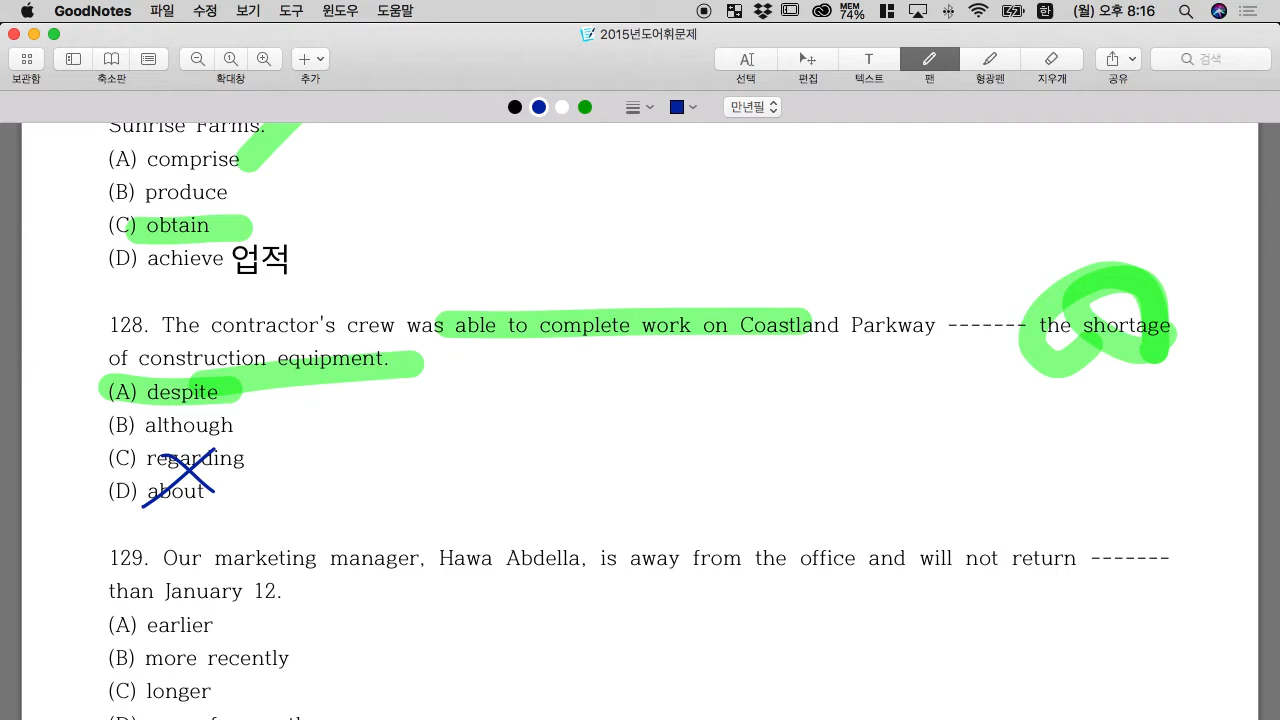 GoodNotes 파일 수정 보기 도구 윈도우 도움말 MEM 74% 한 (월) 오후 8:16
2015년도어휘문제
보관함 축소판 확대창 추가 선택 편집 T 텍스트 펜 형광펜 지우개 공유 검색
만년필
Sunrise Farms.
(A) comprise
(B) produce
(C) obtain
(D) achieve 업적
128. The contractor's crew was able to complete work on Coastland Parkway ------- the shortage
of construction equipment.
(A) despite
(B) although
(C) regarding
(D) about
129. Our marketing manager, Hawa Abdella, is away from the office and will not return -------
than January 12.
(A) earlier
(B) more recently
(C) longer